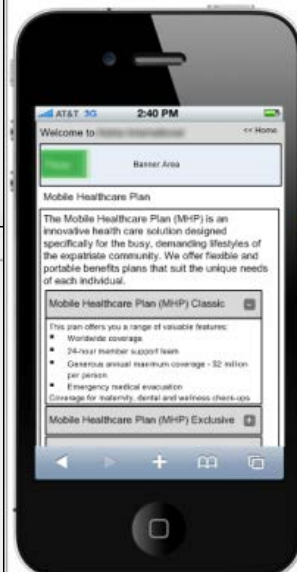 AT&T 3G 2:40 PM
Welcome to
<< Home
Banner Area
Mobile Healthcare Plan
The Mobile Healthcare Plan (MHP) is an
innovative health care solution designed
specifically for the busy, demanding lifestyles of
the expatriate community. We offer flexible and
portable benefits plans that suit the unique needs
of each individual.
Mobile Healthcare Plan (MHP) Classic
This plan offers you a range of valuable features:
Worldwide coverage
24-hour member support team
Generous annual maximum coverage - $2 million
per person
Emergency medical evacuation
Coverage for maternity, dental and wellness check-ups
Mobile Healthcare Plan (MHP) Exclusive